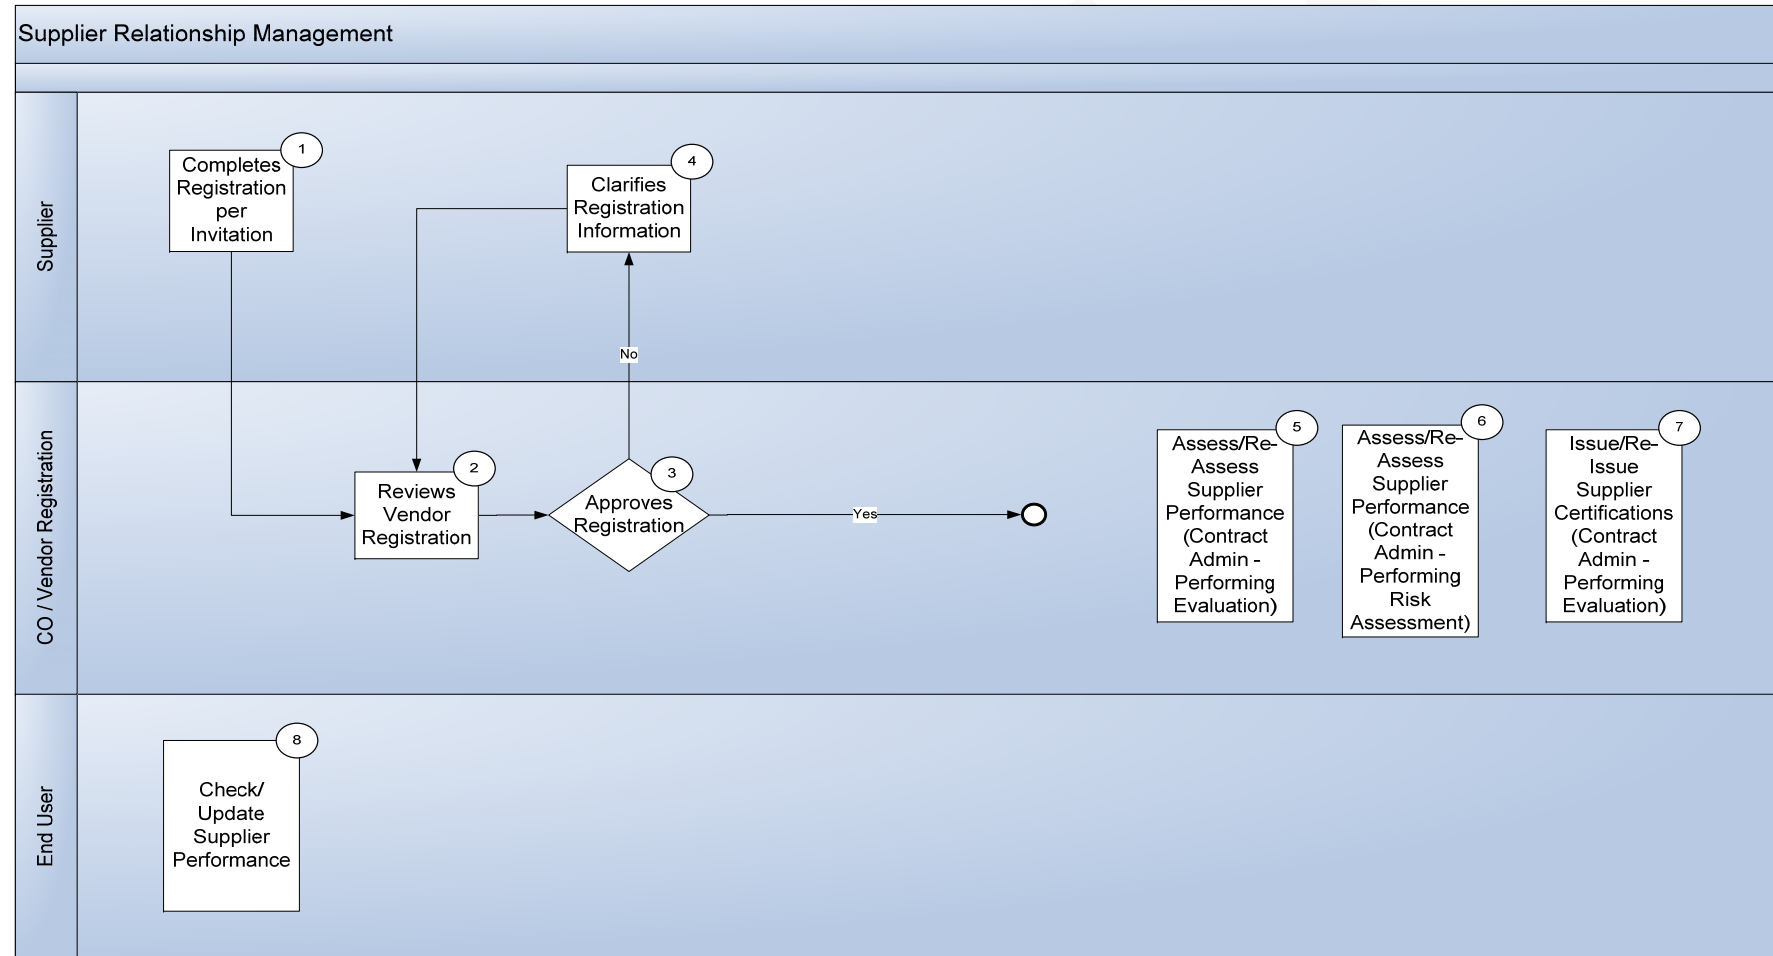 Supplier Relationship Management
Supplier
1
Completes
Registration
per
Invitation
4
Clarifies
Registration
Information
No
CO / Vendor Registration
2
Reviews
Vendor
Registration
3
Approves
Registration
Yes
5
Assess/Re-
Assess
Supplier
Performance
(Contract
Admin -
Performing
Evaluation)
6
Assess/Re-
Assess
Supplier
Performance
(Contract
Admin -
Performing
Risk
Assessment)
7
Issue/Re-
Issue
Supplier
Certifications
(Contract
Admin -
Performing
Evaluation)
End User
8
Check/
Update
Supplier
Performance